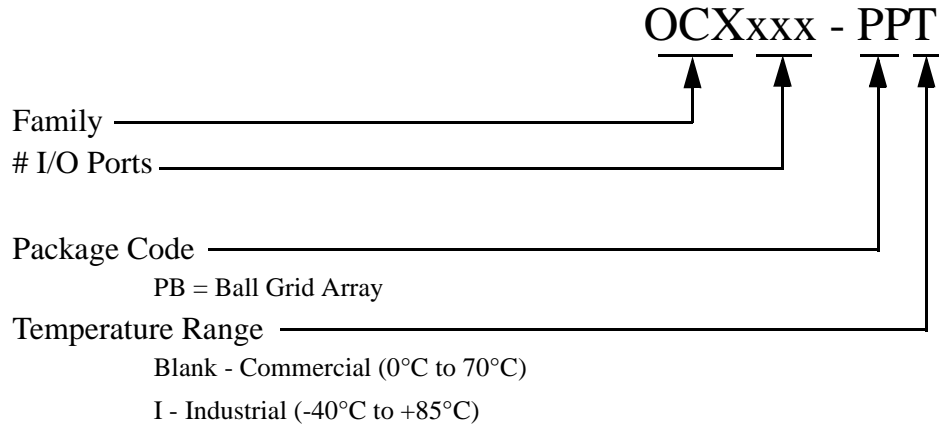 OCXxxx - PPT
Family
# I/O Ports
Package Code
PB = Ball Grid Array
Temperature Range
Blank - Commercial (0°C to 70°C)
I - Industrial (-40°C to +85°C)